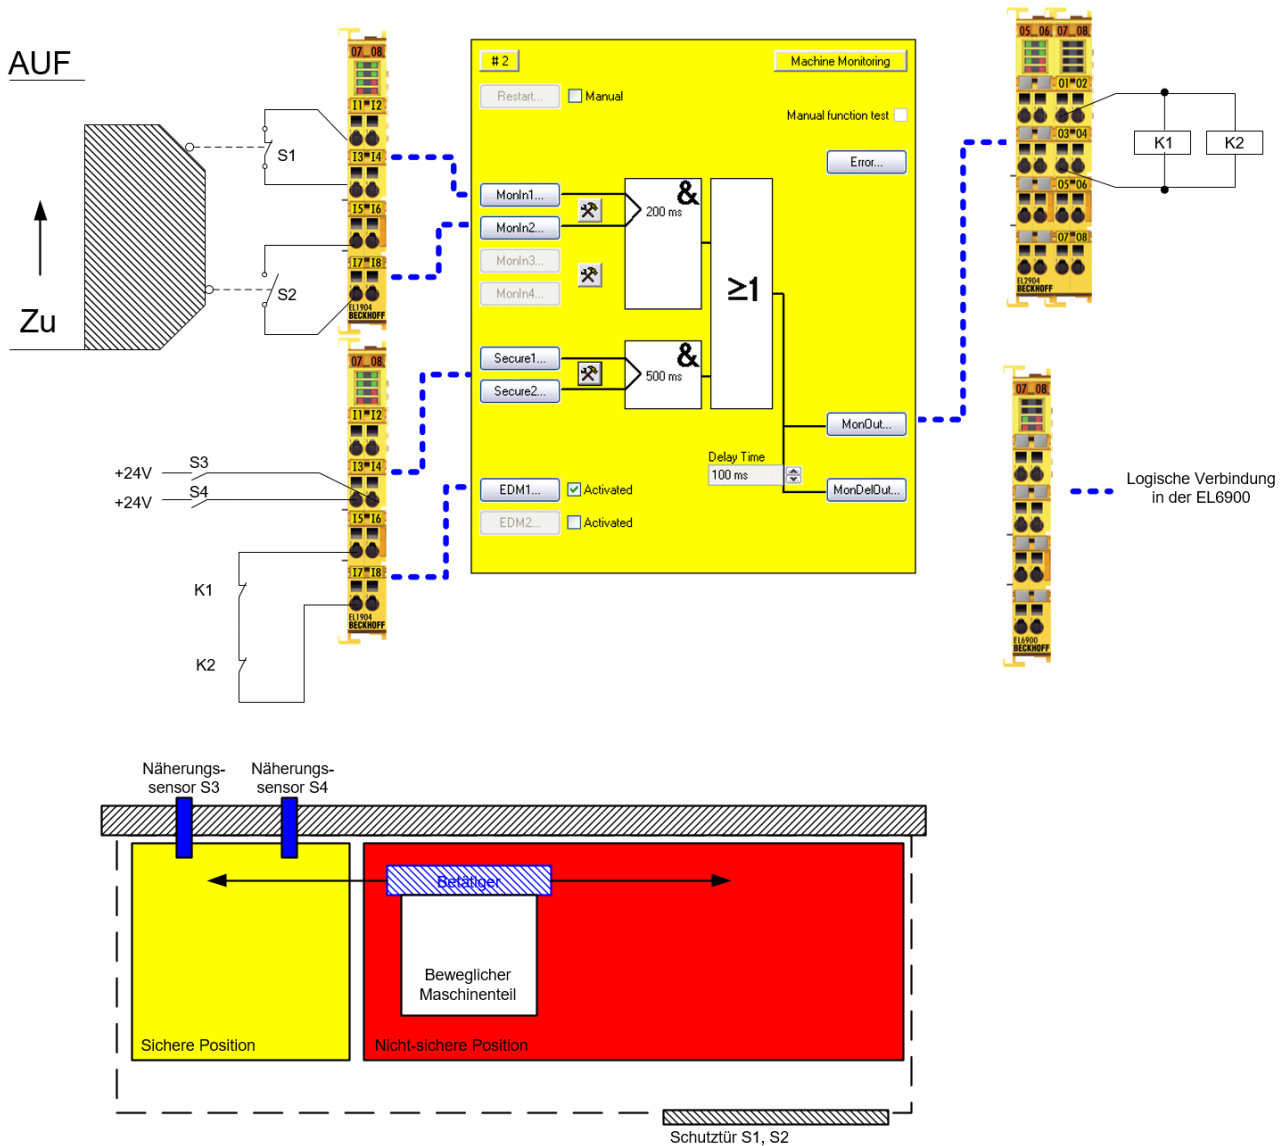 AUF
Zu
S1
S2
07 08
I1 I2
I3 I4
I5 I6
I7 I8
EL1904
BECKHOFF
07 08
I1 I2
I3 I4
I5 I6
I7 I8
EL1904
BECKHOFF
+24V
S3
+24V
S4
K1
K2
# 2
Machine Monitoring
Restart...
Manual
Manual function test
Error...
MonIn1...
MonIn2...
MonIn3...
MonIn4...
&
200 ms
≥1
Secure1...
Secure2...
&
500 ms
MonOut...
Delay Time
100 ms
MonDelOut...
EDM1...
Activated
EDM2...
Activated
05 06 07 08
01 02
03 04
05 06
07 08
EL2904
BECKHOFF
K1
K2
07 08
EL6900
BECKHOFF
Logische Verbindung
in der EL6900
Näherungs-
sensor S3
Näherungs-
sensor S4
Betätiger
Beweglicher
Maschinenteil
Sichere Position
Nicht-sichere Position
Schutztür S1, S2